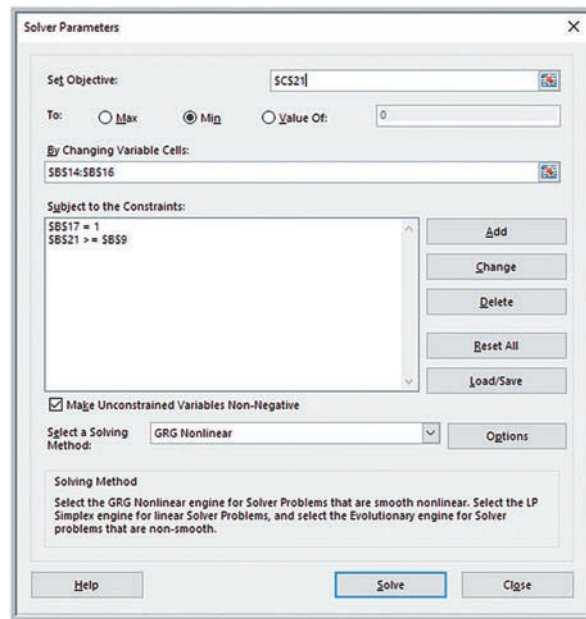 Solver Parameters
Set Objective:
$C$21
To:
Max
Min
Value Of:
0
By Changing Variable Cells:
$B$14:$B$16
Subject to the Constraints:
$B$17 = 1
$B$21 >= $B$9
Add
Change
Delete
Reset All
Load/Save
Make Unconstrained Variables Non-Negative
Select a Solving
Method:
GRG Nonlinear
Options
Solving Method
Select the GRG Nonlinear engine for Solver Problems that are smooth nonlinear. Select the LP
Simplex engine for linear Solver Problems, and select the Evolutionary engine for Solver
problems that are non-smooth.
Help
Solve
Close